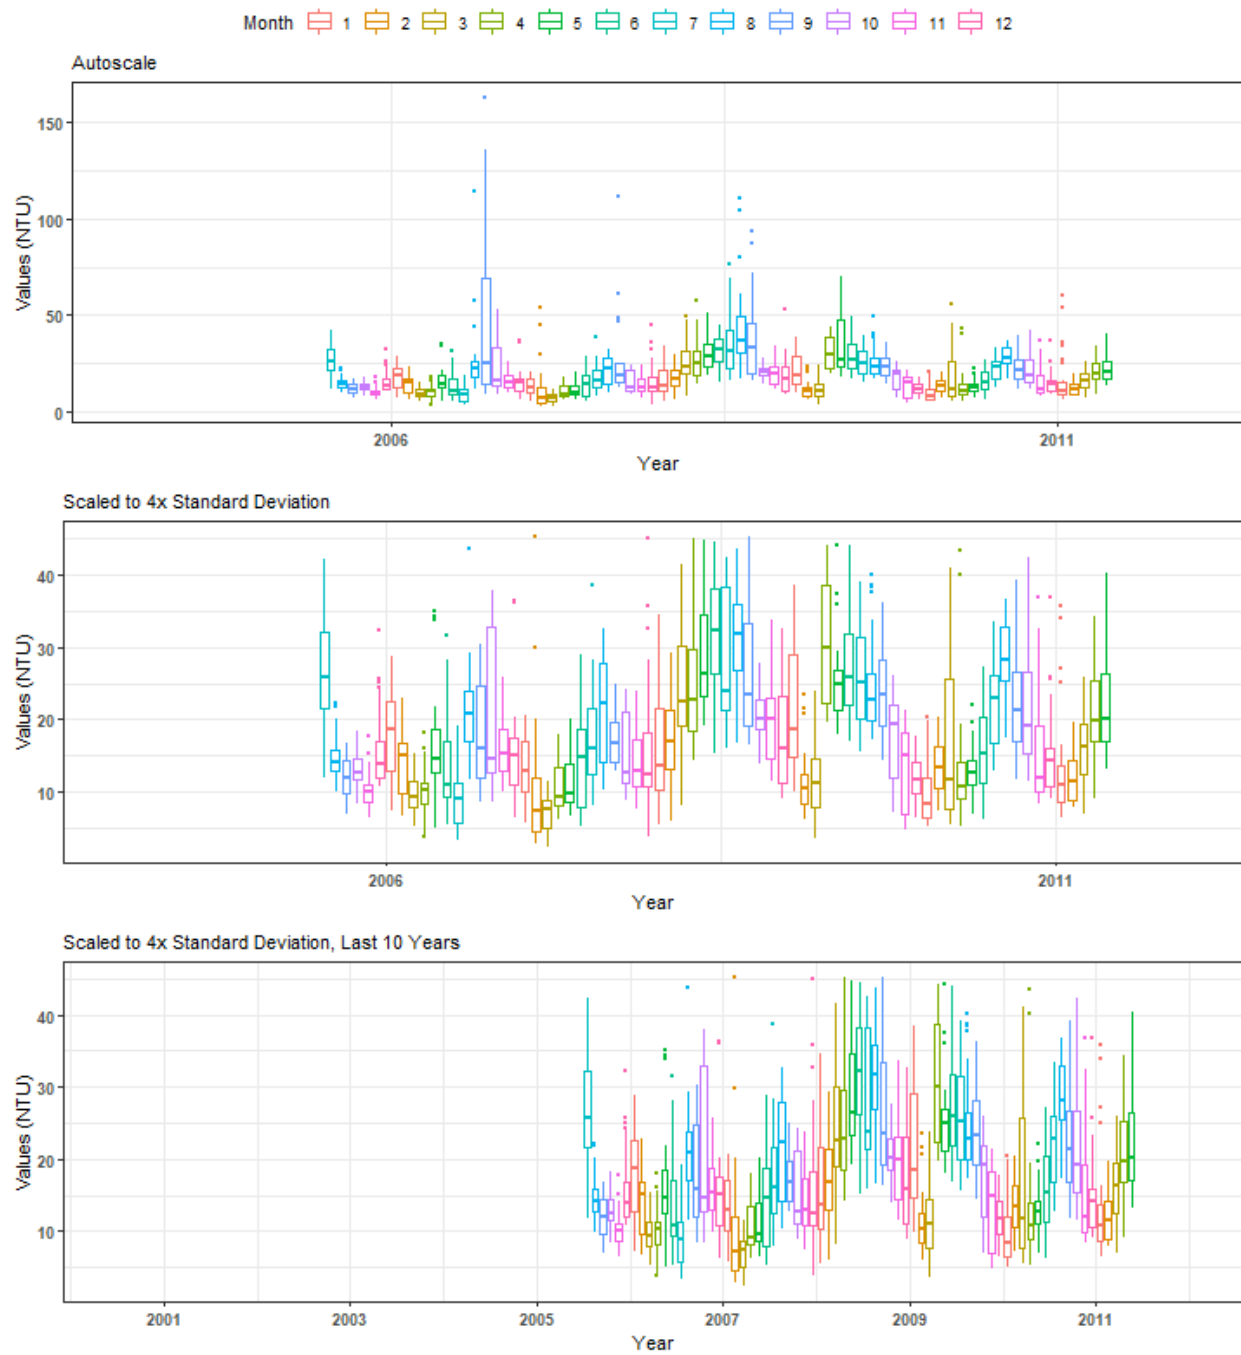 Month 1 2 3 4 5 6 7 8 9 10 11 12
Autoscale
150
100
50
0
Values (NTU)
2006 2011
Year
Scaled to 4x Standard Deviation
40
30
20
10
Values (NTU)
2006 2011
Year
Scaled to 4x Standard Deviation, Last 10 Years
40
30
20
10
Values (NTU)
2001 2003 2005 2007 2009 2011
Year